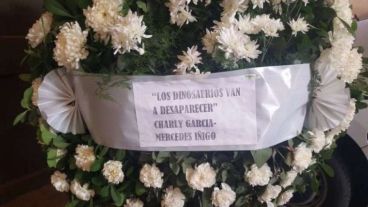 "LOS DINOSAURIOS VAN
A DESAPARECER"
CHARLY GARCIA-
MERCEDES IÑIGO